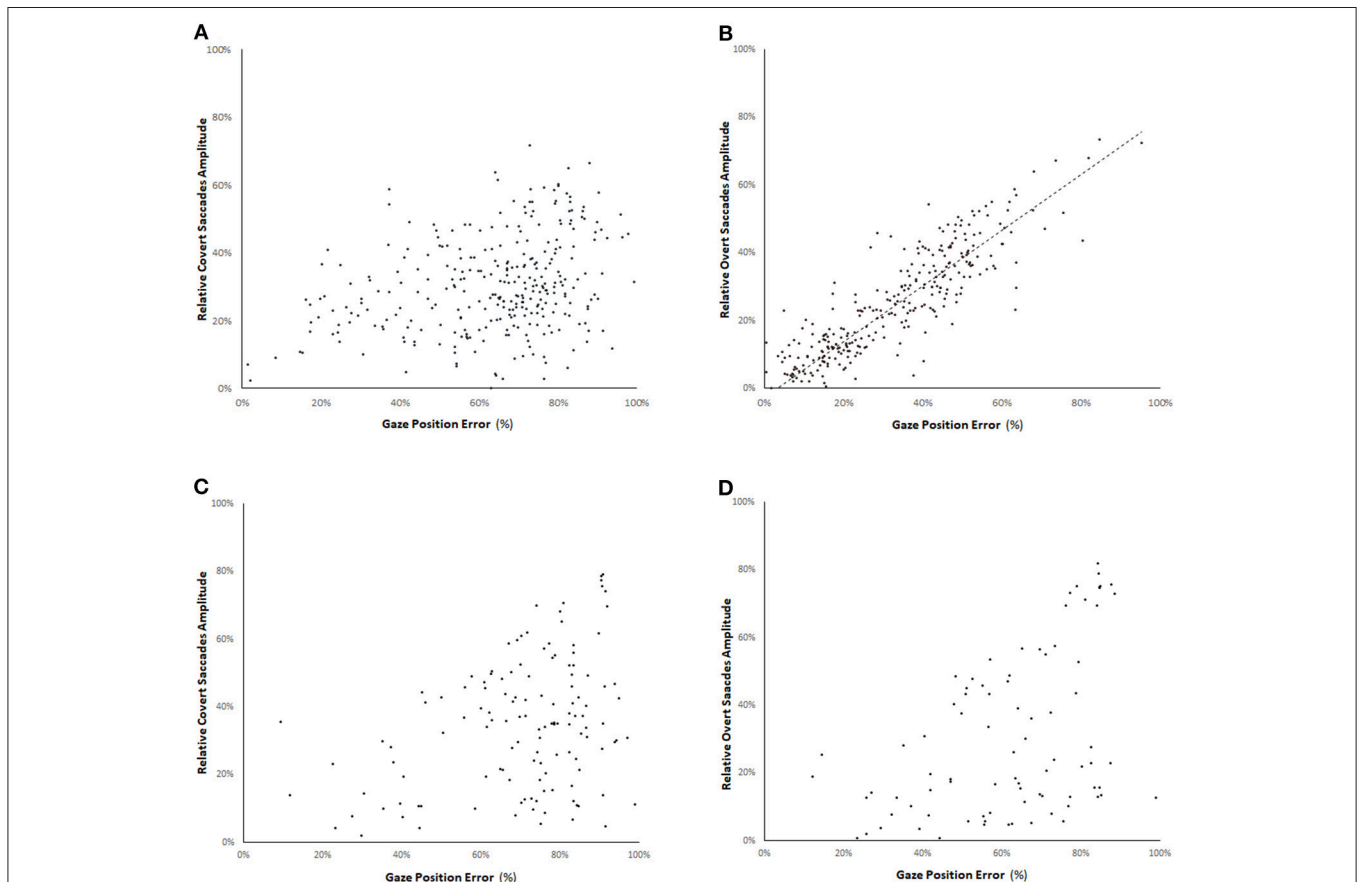 A
100%
80%
60%
40%
20%
0%
Relative Covert Saccades Amplitude
0% 20% 40% 60% 80% 100%
Gaze Position Error (%)
B
100%
80%
60%
40%
20%
0%
Relative Overt Saccades Amplitude
0% 20% 40% 60% 80% 100%
Gaze Position Error (%)
C
100%
80%
60%
40%
20%
0%
Relative Covert Saccades Amplitude
0% 20% 40% 60% 80% 100%
Gaze Position Error (%)
D
100%
80%
60%
40%
20%
0%
Relative Overt Saacdes Amplitude
0% 20% 40% 60% 80% 100%
Gaze Position Error (%)